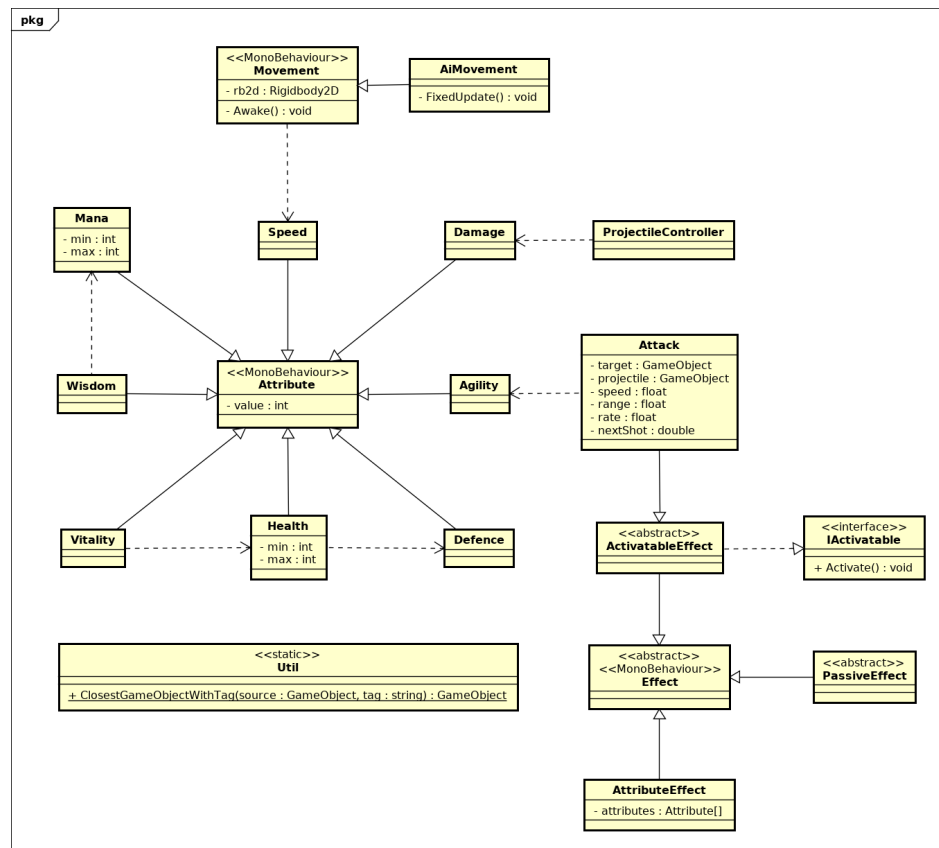 pkg
<<MonoBehaviour>>
Movement
- rb2d : Rigidbody2D
- Awake() : void
AiMovement
- FixedUpdate() : void
Mana
- min : int
- max : int
Speed
Damage
ProjectileController
Wisdom
<<MonoBehaviour>>
Attribute
- value : int
Agility
Attack
- target : GameObject
- projectile : GameObject
- speed : float
- range : float
- rate : float
- nextShot : double
Vitality
Health
- min : int
- max : int
Defence
<<abstract>>
ActivatableEffect
<<interface>>
IActivatable
+ Activate() : void
<<static>>
Util
+ ClosestGameObjectWithTag(source : GameObject, tag : string) : GameObject
<<abstract>>
<<MonoBehaviour>>
Effect
<<abstract>>
PassiveEffect
AttributeEffect
- attributes : Attribute[]